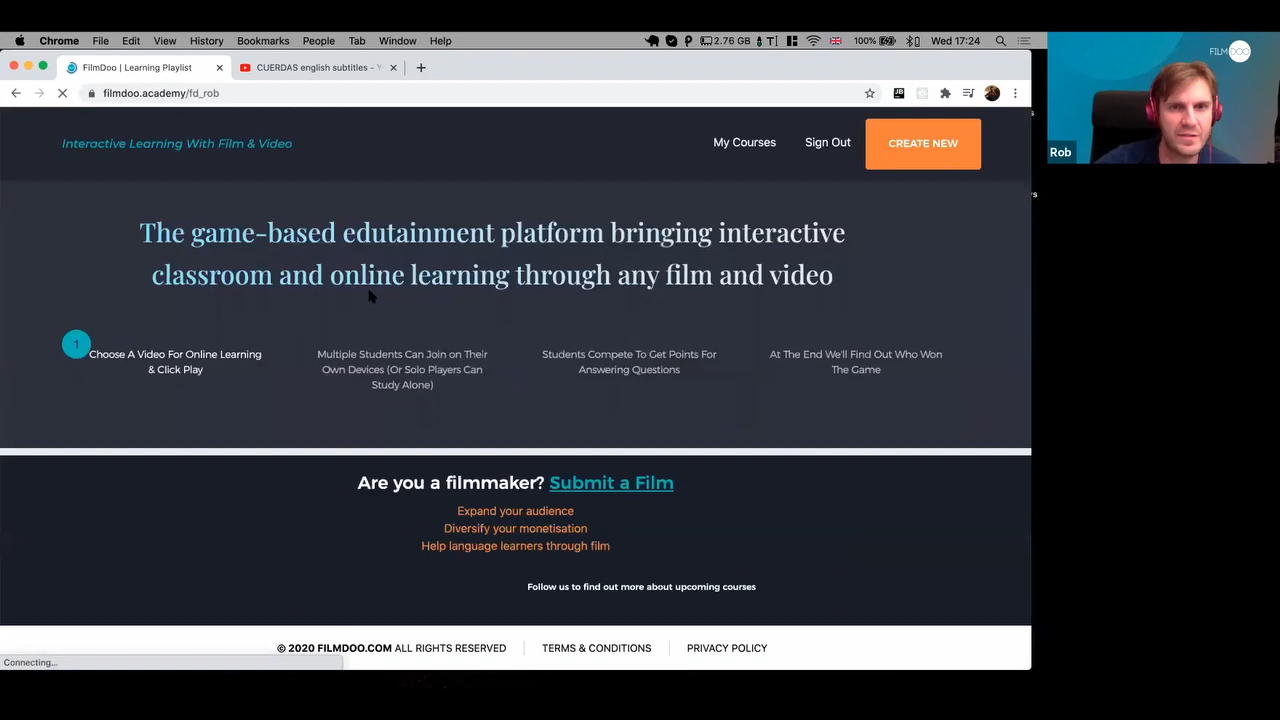 Chrome File Edit View History Bookmarks People Tab Window Help
2.76 GB
100%
Wed 17:24
FilmDoo | Learning Playlist
CUERDAS english subtitles -
filmdoo.academy/fd_rob
FILMDOO
Rob
Interactive Learning With Film & Video
My Courses
Sign Out
CREATE NEW
The game-based edutainment platform bringing interactive
classroom and online learning through any film and video
1
Choose A Video For Online Learning
& Click Play
Multiple Students Can Join on Their
Own Devices (Or Solo Players Can
Study Alone)
Students Compete To Get Points For
Answering Questions
At The End We'll Find Out Who Won
The Game
Are you a filmmaker? Submit a Film
Expand your audience
Diversify your monetisation
Help language learners through film
Follow us to find out more about upcoming courses
© 2020 FILMDOO.COM ALL RIGHTS RESERVED
TERMS & CONDITIONS
PRIVACY POLICY
Connecting...